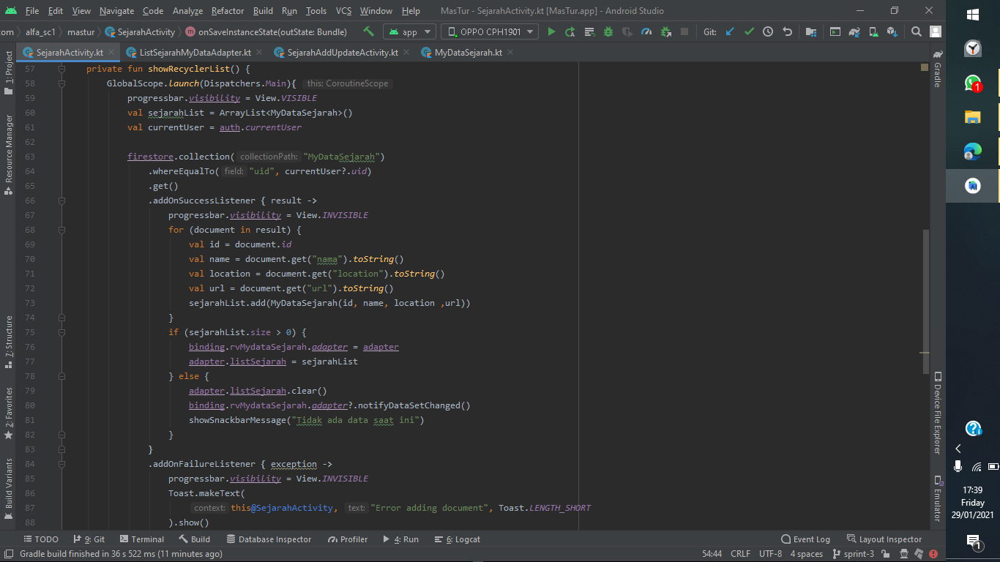 File Edit View Navigate Code Analyze Refactor Build Run Tools VCS Window Help MasTur - SejarahActivity.kt [MasTur.app] - Android Studio
om alfa_sc1 mastur SejarahActivity onSaveInstanceState(outState: Bundle) app OPPO CPH1901 Git:
SejarahActivity.kt ListSejarahMyDataAdapter.kt SejarahAddUpdateActivity.kt MyDataSejarah.kt
1: Project
Resource Manager
7: Structure
2: Favorites
Build Variants
57 private fun showRecyclerList() {
58 GlobalScope.launch(Dispatchers.Main){ this: CoroutineScope
59 progressbar.visibility = View.VISIBLE
60 val sejarahList = ArrayList<MyDataSejarah>()
61 val currentUser = auth.currentUser
62
63 firestore.collection( collectionPath: "MyDataSejarah")
64 .whereEqualTo( field: "uid", currentUser?.uid)
65 .get()
66 .addOnSuccessListener { result ->
67 progressbar.visibility = View.INVISIBLE
68 for (document in result) {
69 val id = document.id
70 val name = document.get("nama").toString()
71 val location = document.get("location").toString()
72 val url = document.get("url").toString()
73 sejarahList.add(MyDataSejarah(id, name, location ,url))
74 }
75 if (sejarahList.size > 0) {
76 binding.rvMydataSejarah.adapter = adapter
77 adapter.listSejarah = sejarahList
78 } else {
79 adapter.listSejarah.clear()
80 binding.rvMydataSejarah.adapter?.notifyDataSetChanged()
81 showSnackbarMessage("Tidak ada data saat ini")
82 }
83 }
84 .addOnFailureListener { exception ->
85 progressbar.visibility = View.INVISIBLE
86 Toast.makeText(
87 context: this@SejarahActivity, text: "Error adding document", Toast.LENGTH_SHORT
88 ).show()
Gradle
Device File Explorer
Emulator
TODO 9: Git Terminal Build Database Inspector Profiler 4: Run 6: Logcat Event Log Layout Inspector
Gradle build finished in 36 s 522 ms (11 minutes ago) 54:44 CRLF UTF-8 4 spaces sprint-3
1
17:39
Friday
29/01/2021
1